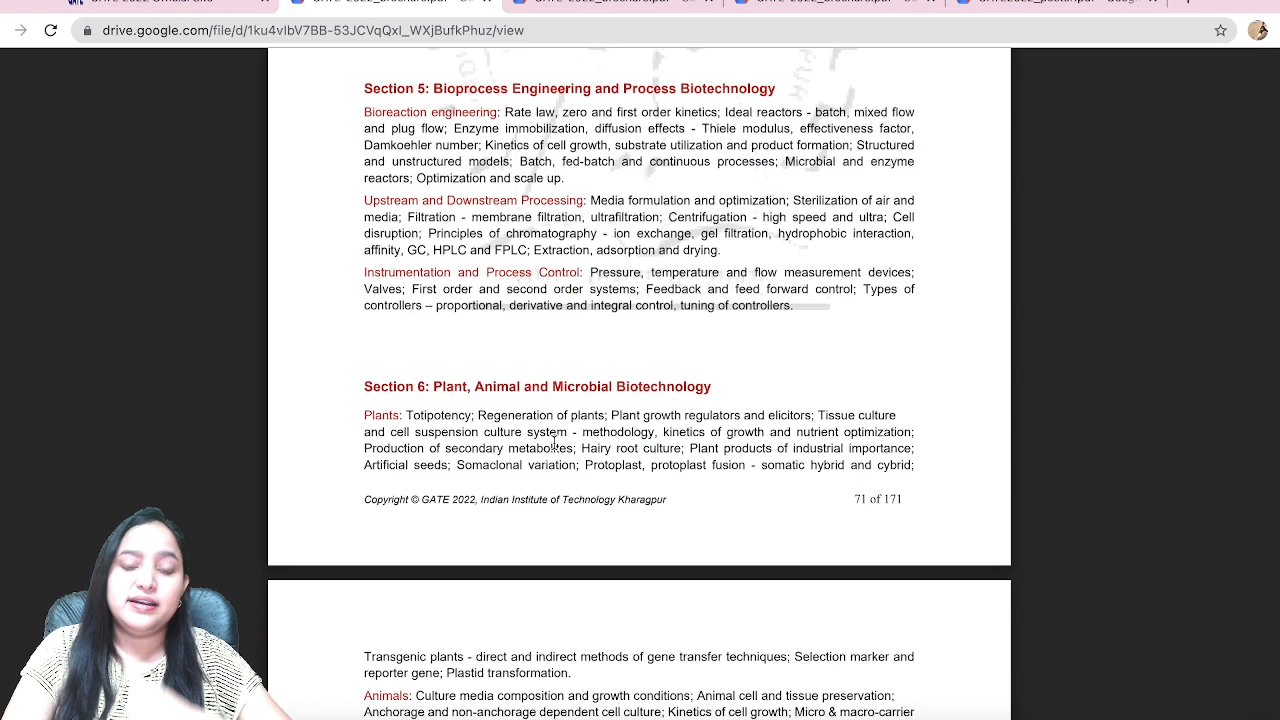 drive.google.com/file/d/1ku4vIbV7BB-53JCVqQxI_WXjBufkPhuz/view
Section 5: Bioprocess Engineering and Process Biotechnology
Bioreaction engineering: Rate law, zero and first order kinetics; Ideal reactors - batch, mixed flow
and plug flow; Enzyme immobilization, diffusion effects - Thiele modulus, effectiveness factor,
Damkoehler number; Kinetics of cell growth, substrate utilization and product formation; Structured
and unstructured models; Batch, fed-batch and continuous processes; Microbial and enzyme
reactors; Optimization and scale up.
Upstream and Downstream Processing: Media formulation and optimization; Sterilization of air and
media; Filtration - membrane filtration, ultrafiltration; Centrifugation - high speed and ultra; Cell
disruption; Principles of chromatography - ion exchange, gel filtration, hydrophobic interaction,
affinity, GC, HPLC and FPLC; Extraction, adsorption and drying.
Instrumentation and Process Control: Pressure, temperature and flow measurement devices;
Valves; First order and second order systems; Feedback and feed forward control; Types of
controllers – proportional, derivative and integral control, tuning of controllers.
Section 6: Plant, Animal and Microbial Biotechnology
Plants: Totipotency; Regeneration of plants; Plant growth regulators and elicitors; Tissue culture
and cell suspension culture system - methodology, kinetics of growth and nutrient optimization;
Production of secondary metabolites; Hairy root culture; Plant products of industrial importance;
Artificial seeds; Somaclonal variation; Protoplast, protoplast fusion - somatic hybrid and cybrid;
Copyright © GATE 2022, Indian Institute of Technology Kharagpur 71 of 171
Transgenic plants - direct and indirect methods of gene transfer techniques; Selection marker and
reporter gene; Plastid transformation.
Animals: Culture media composition and growth conditions; Animal cell and tissue preservation;
Anchorage and non-anchorage dependent cell culture; Kinetics of cell growth; Micro & macro-carrier